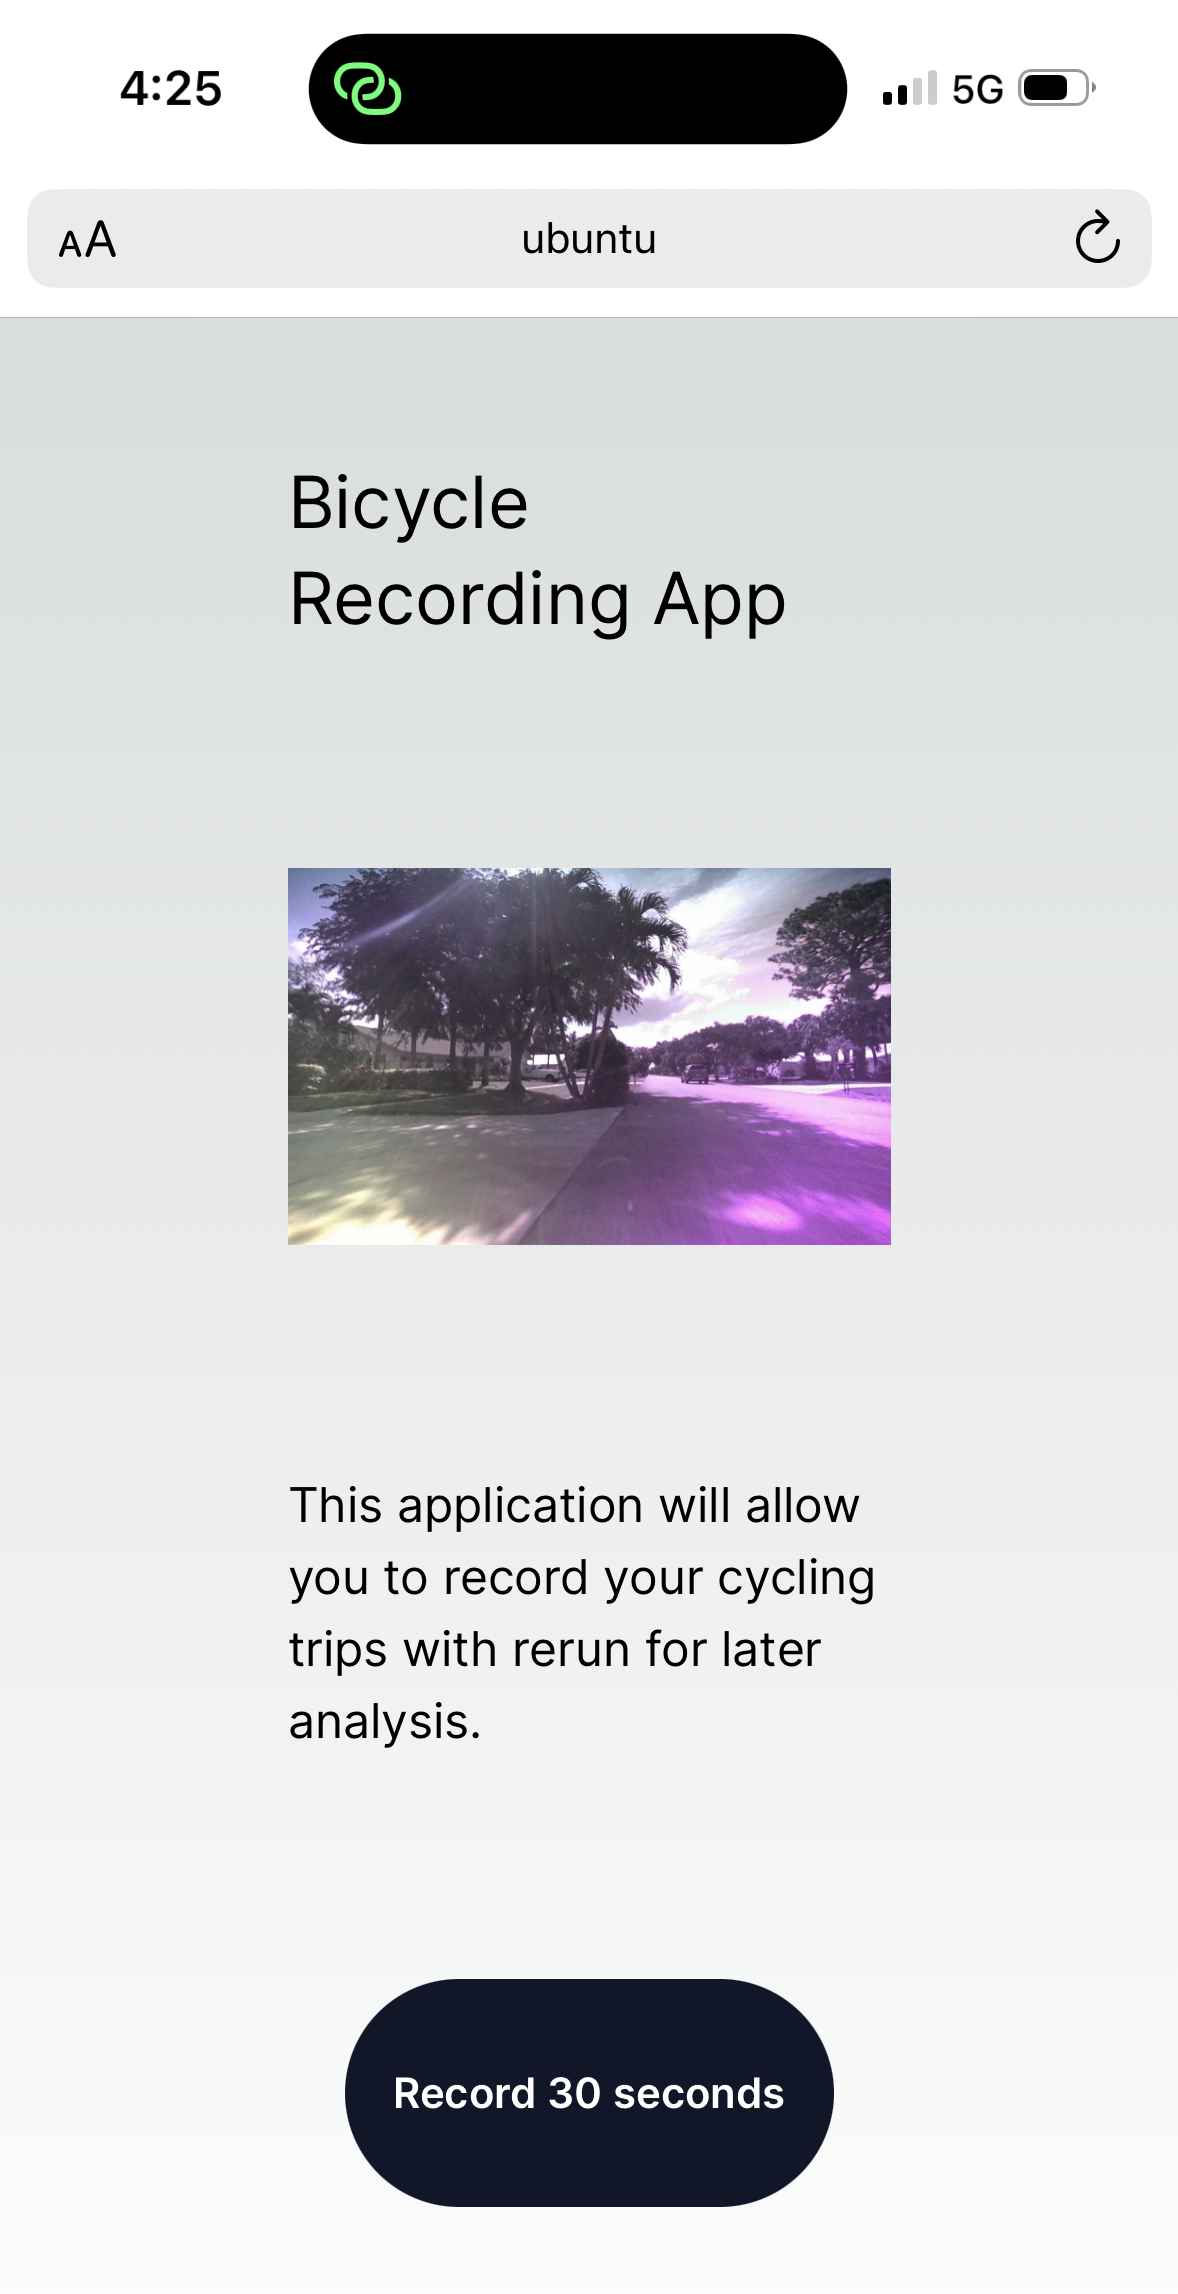 4:25
5G
AA
ubuntu
Bicycle
Recording App
This application will allow
you to record your cycling
trips with rerun for later
analysis.
Record 30 seconds